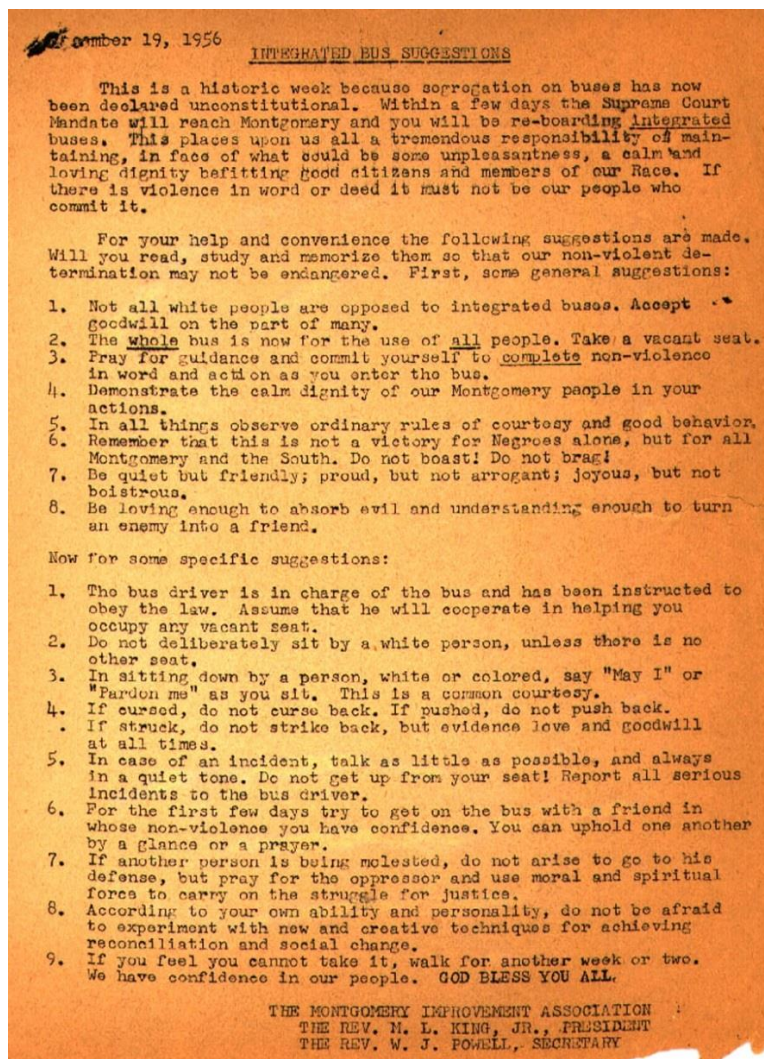 cember 19, 1956
INTEGRATED BUS SUGGESTIONS
This is a historic week because segregation on buses has now
been declared unconstitutional. Within a few days the Supreme Court
Mandate will reach Montgomery and you will be re-boarding integrated
buses. This places upon us all a tremendous responsibility of main-
taining, in face of what could be some unpleasantness, a calm and
loving dignity befitting good citizens and members of our Race. If
there is violence in word or deed it must not be our people who
commit it.
For your help and convenience the following suggestions are made.
Will you read, study and memorize them so that our non-violent de-
termination may not be endangered. First, some general suggestions:
1. Not all white people are opposed to integrated buses. Accept
goodwill on the part of many.
2. The whole bus is now for the use of all people. Take a vacant seat.
3. Pray for guidance and commit yourself to complete non-violence
in word and action as you enter the bus.
4. Demonstrate the calm dignity of our Montgomery people in your
actions.
5. In all things observe ordinary rules of courtesy and good behavior.
6. Remember that this is not a victory for Negroes alone, but for all
Montgomery and the South. Do not boast! Do not brag!
7. Be quiet but friendly; proud, but not arrogant; joyous, but not
boistrous.
8. Be loving enough to absorb evil and understanding enough to turn
an enemy into a friend.
Now for some specific suggestions:
1. The bus driver is in charge of the bus and has been instructed to
obey the law. Assume that he will cooperate in helping you
occupy any vacant seat.
2. Do not deliberately sit by a white person, unless there is no
other seat.
3. In sitting down by a person, white or colored, say "May I" or
"Pardon me" as you sit. This is a common courtesy.
4. If cursed, do not curse back. If pushed, do not push back.
If struck, do not strike back, but evidence love and goodwill
at all times.
5. In case of an incident, talk as little as possible, and always
in a quiet tone. Do not get up from your seat! Report all serious
incidents to the bus driver.
6. For the first few days try to get on the bus with a friend in
whose non-violence you have confidence. You can uphold one another
by a glance or a prayer.
7. If another person is being molested, do not arise to go to his
defense, but pray for the oppressor and use moral and spiritual
force to carry on the struggle for justice.
8. According to your own ability and personality, do not be afraid
to experiment with new and creative techniques for achieving
reconciliation and social change.
9. If you feel you cannot take it, walk for another week or two.
We have confidence in our people. GOD BLESS YOU ALL.
THE MONTGOMERY IMPROVEMENT ASSOCIATION
THE REV. M. L. KING, JR., PRESIDENT
THE REV. W. J. POWELL, SECRETARY